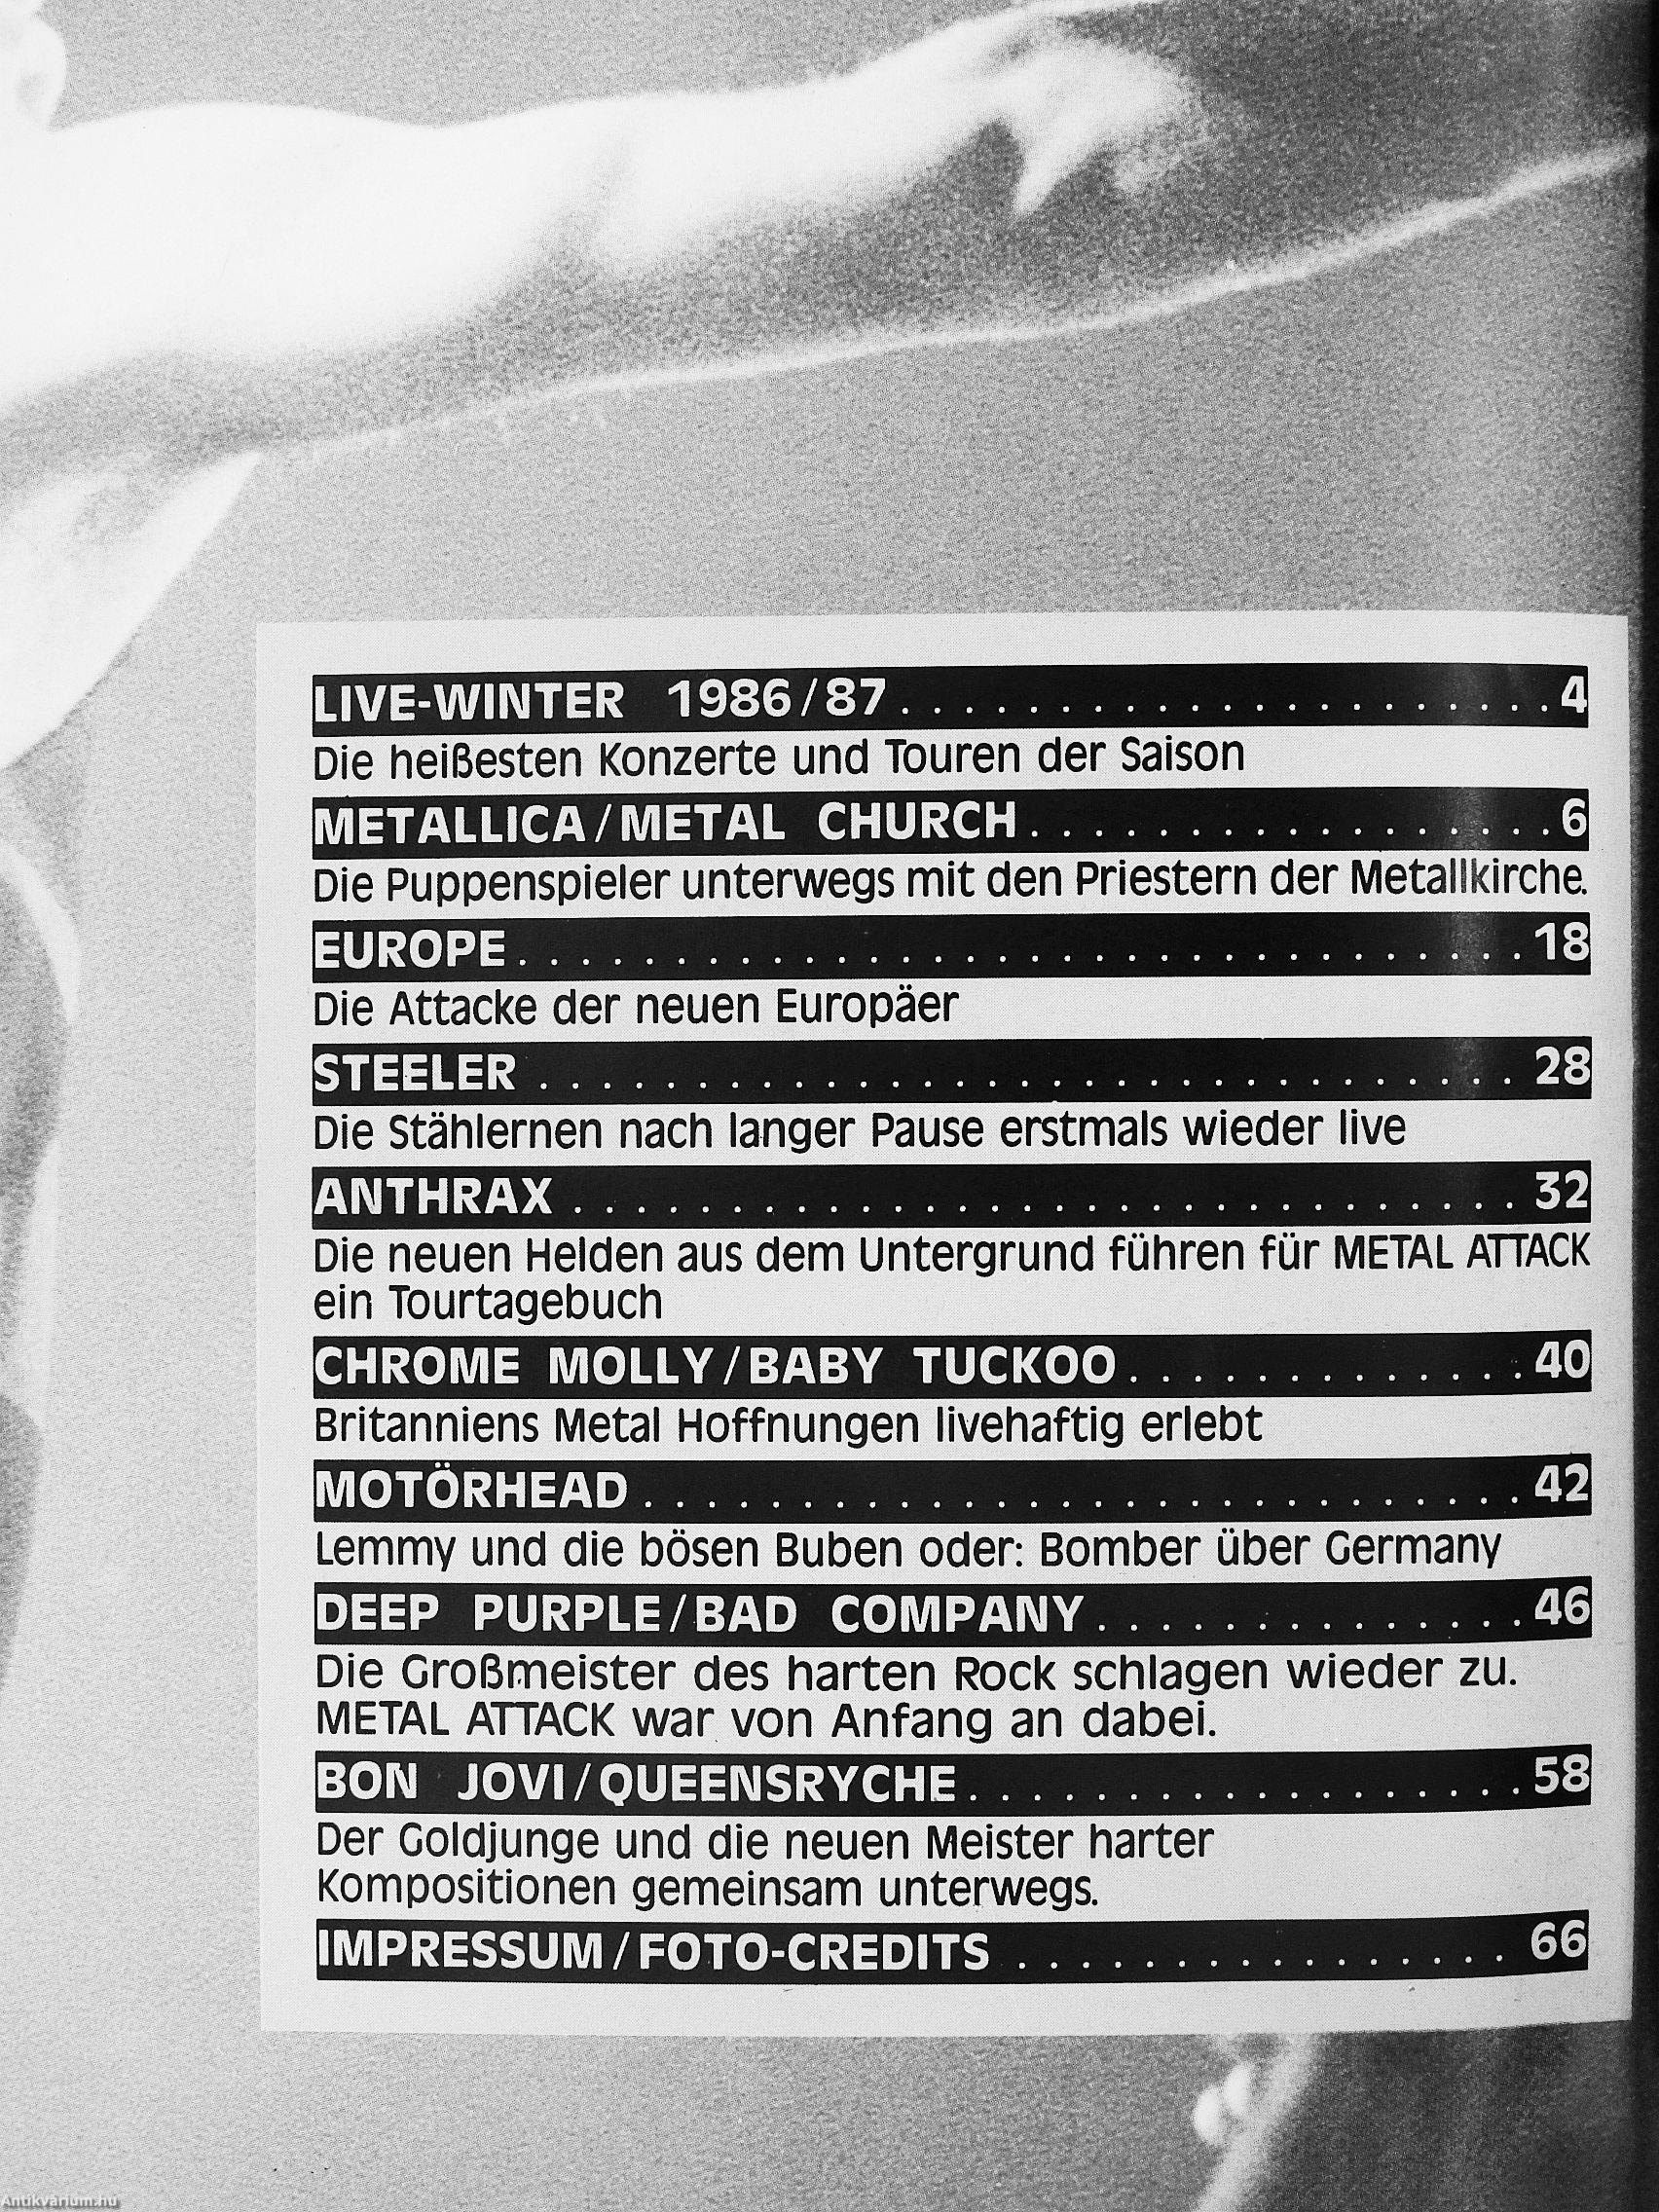 LIVE-WINTER 1986/87 . . . . . . . . . . . . . . . . . . . . . 4
Die heißesten Konzerte und Touren der Saison
METALLICA/METAL CHURCH . . . . . . . . . . . . . . . . . 6
Die Puppenspieler unterwegs mit den Priestern der Metallkirche.
EUROPE . . . . . . . . . . . . . . . . . . . . . . . . . . . . . . . . 18
Die Attacke der neuen Europäer
STEELER . . . . . . . . . . . . . . . . . . . . . . . . . . . . . . . 28
Die Stählernen nach langer Pause erstmals wieder live
ANTHRAX . . . . . . . . . . . . . . . . . . . . . . . . . . . . . . 32
Die neuen Helden aus dem Untergrund führen für METAL ATTACK
ein Tourtagebuch
CHROME MOLLY/BABY TUCKOO . . . . . . . . . . . . . 40
Britanniens Metal Hoffnungen livehaftig erlebt
MOTÖRHEAD . . . . . . . . . . . . . . . . . . . . . . . . . . . . 42
Lemmy und die bösen Buben oder: Bomber über Germany
DEEP PURPLE/BAD COMPANY . . . . . . . . . . . . . . 46
Die Großmeister des harten Rock schlagen wieder zu.
METAL ATTACK war von Anfang an dabei.
BON JOVI/QUEENSRYCHE . . . . . . . . . . . . . . . . . . 58
Der Goldjunge und die neuen Meister harter
Kompositionen gemeinsam unterwegs.
IMPRESSUM/FOTO-CREDITS . . . . . . . . . . . . . . . . 66
Antikvárium.hu